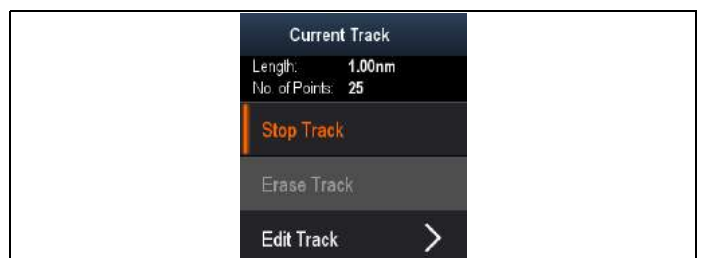 Current Track
Length: 1.00nm
No. of Points: 25
Stop Track
Erase Track
Edit Track